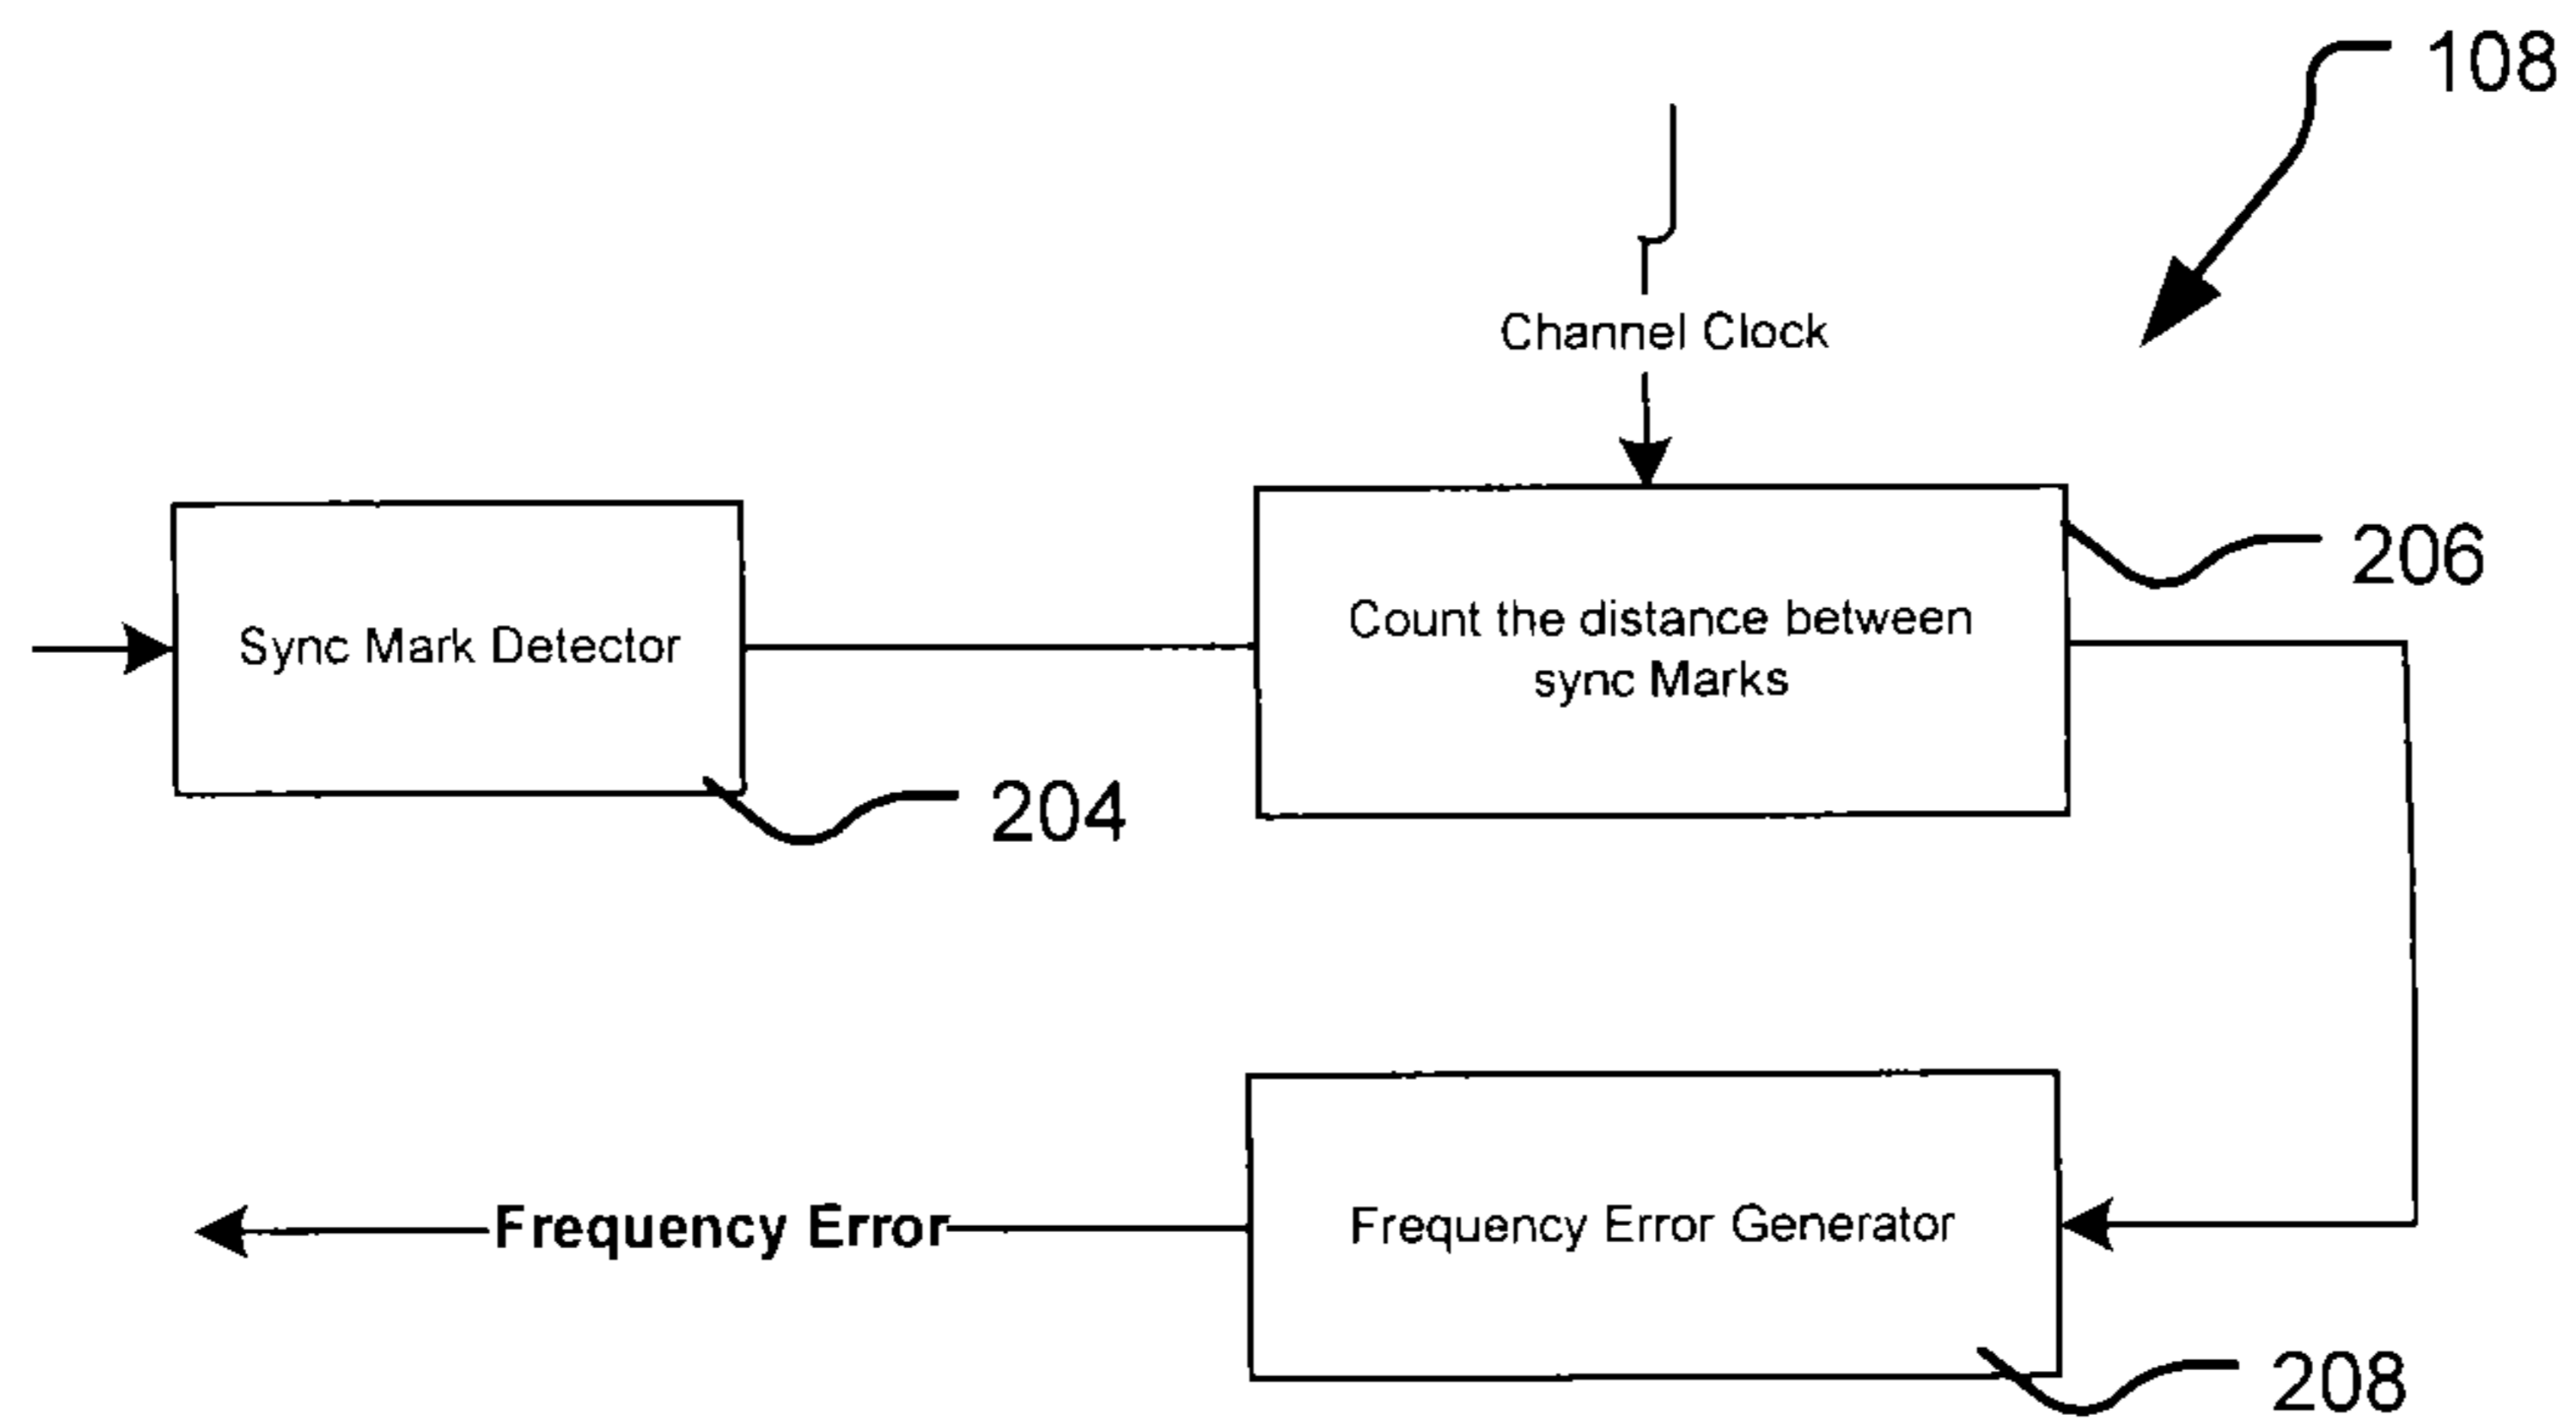 108
Channel Clock
206
Sync Mark Detector
Count the distance between
sync Marks
204
Frequency Error
Frequency Error Generator
208